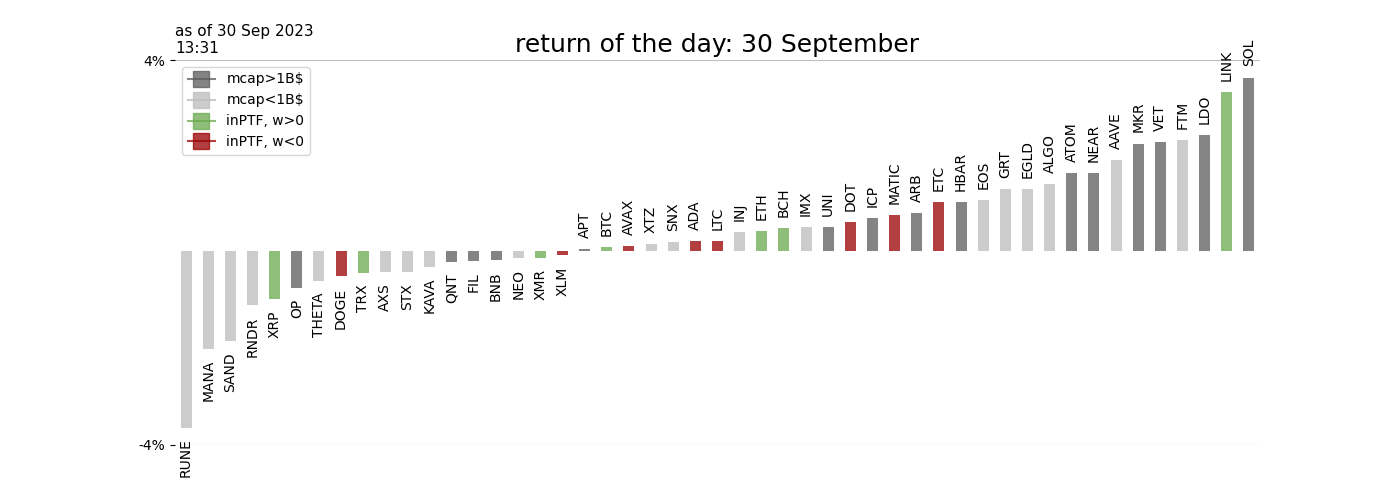 as of 30 Sep 2023
13:31
return of the day: 30 September
4%
mcap>1B$
mcap<1B$
inPTF, w>0
inPTF, w<0
-4%
RUNE
MANA
SAND
RNDR
XRP
OP
THETA
DOGE
TRX
AXS
STX
KAVA
QNT
FIL
BNB
NEO
XMR
XLM
APT
BTC
AVAX
XTZ
SNX
ADA
LTC
INJ
ETH
BCH
IMX
UNI
DOT
ICP
MATIC
ARB
ETC
HBAR
EOS
GRT
EGLD
ALGO
ATOM
NEAR
AAVE
MKR
VET
FTM
LDO
LINK
SOL